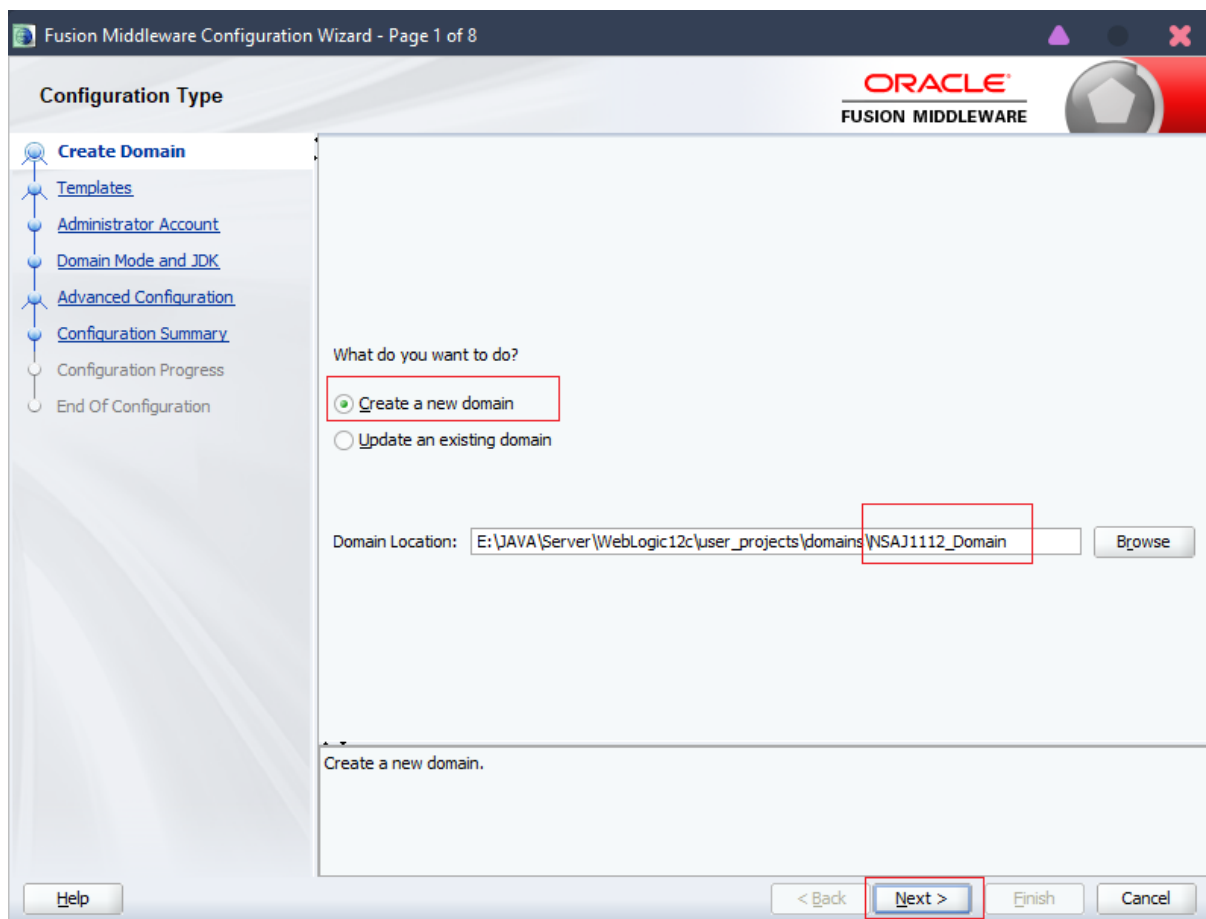 Fusion Middleware Configuration Wizard - Page 1 of 8
Configuration Type
ORACLE
FUSION MIDDLEWARE
Create Domain
Templates
Administrator Account
Domain Mode and JDK
Advanced Configuration
Configuration Summary
Configuration Progress
End Of Configuration
What do you want to do?
Create a new domain
Update an existing domain
Domain Location: E:\JAVA\Server\WebLogic12c\user_projects\domains\NSAJ1112_Domain Browse
Create a new domain.
Help < Back Next > Finish Cancel